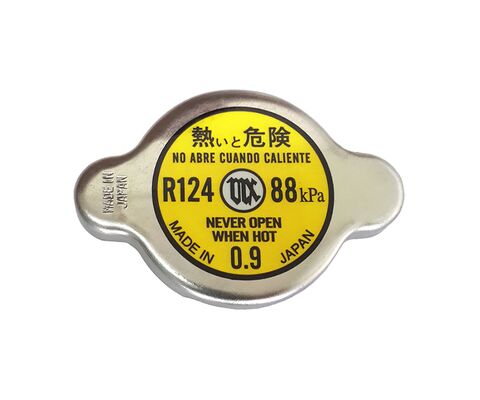 熱いと危険
NO ABRE CUANDO CALIENTE
R124 88kPa
NEVER OPEN
WHEN HOT
MADE IN 0.9 JAPAN
MADE IN
JAPAN